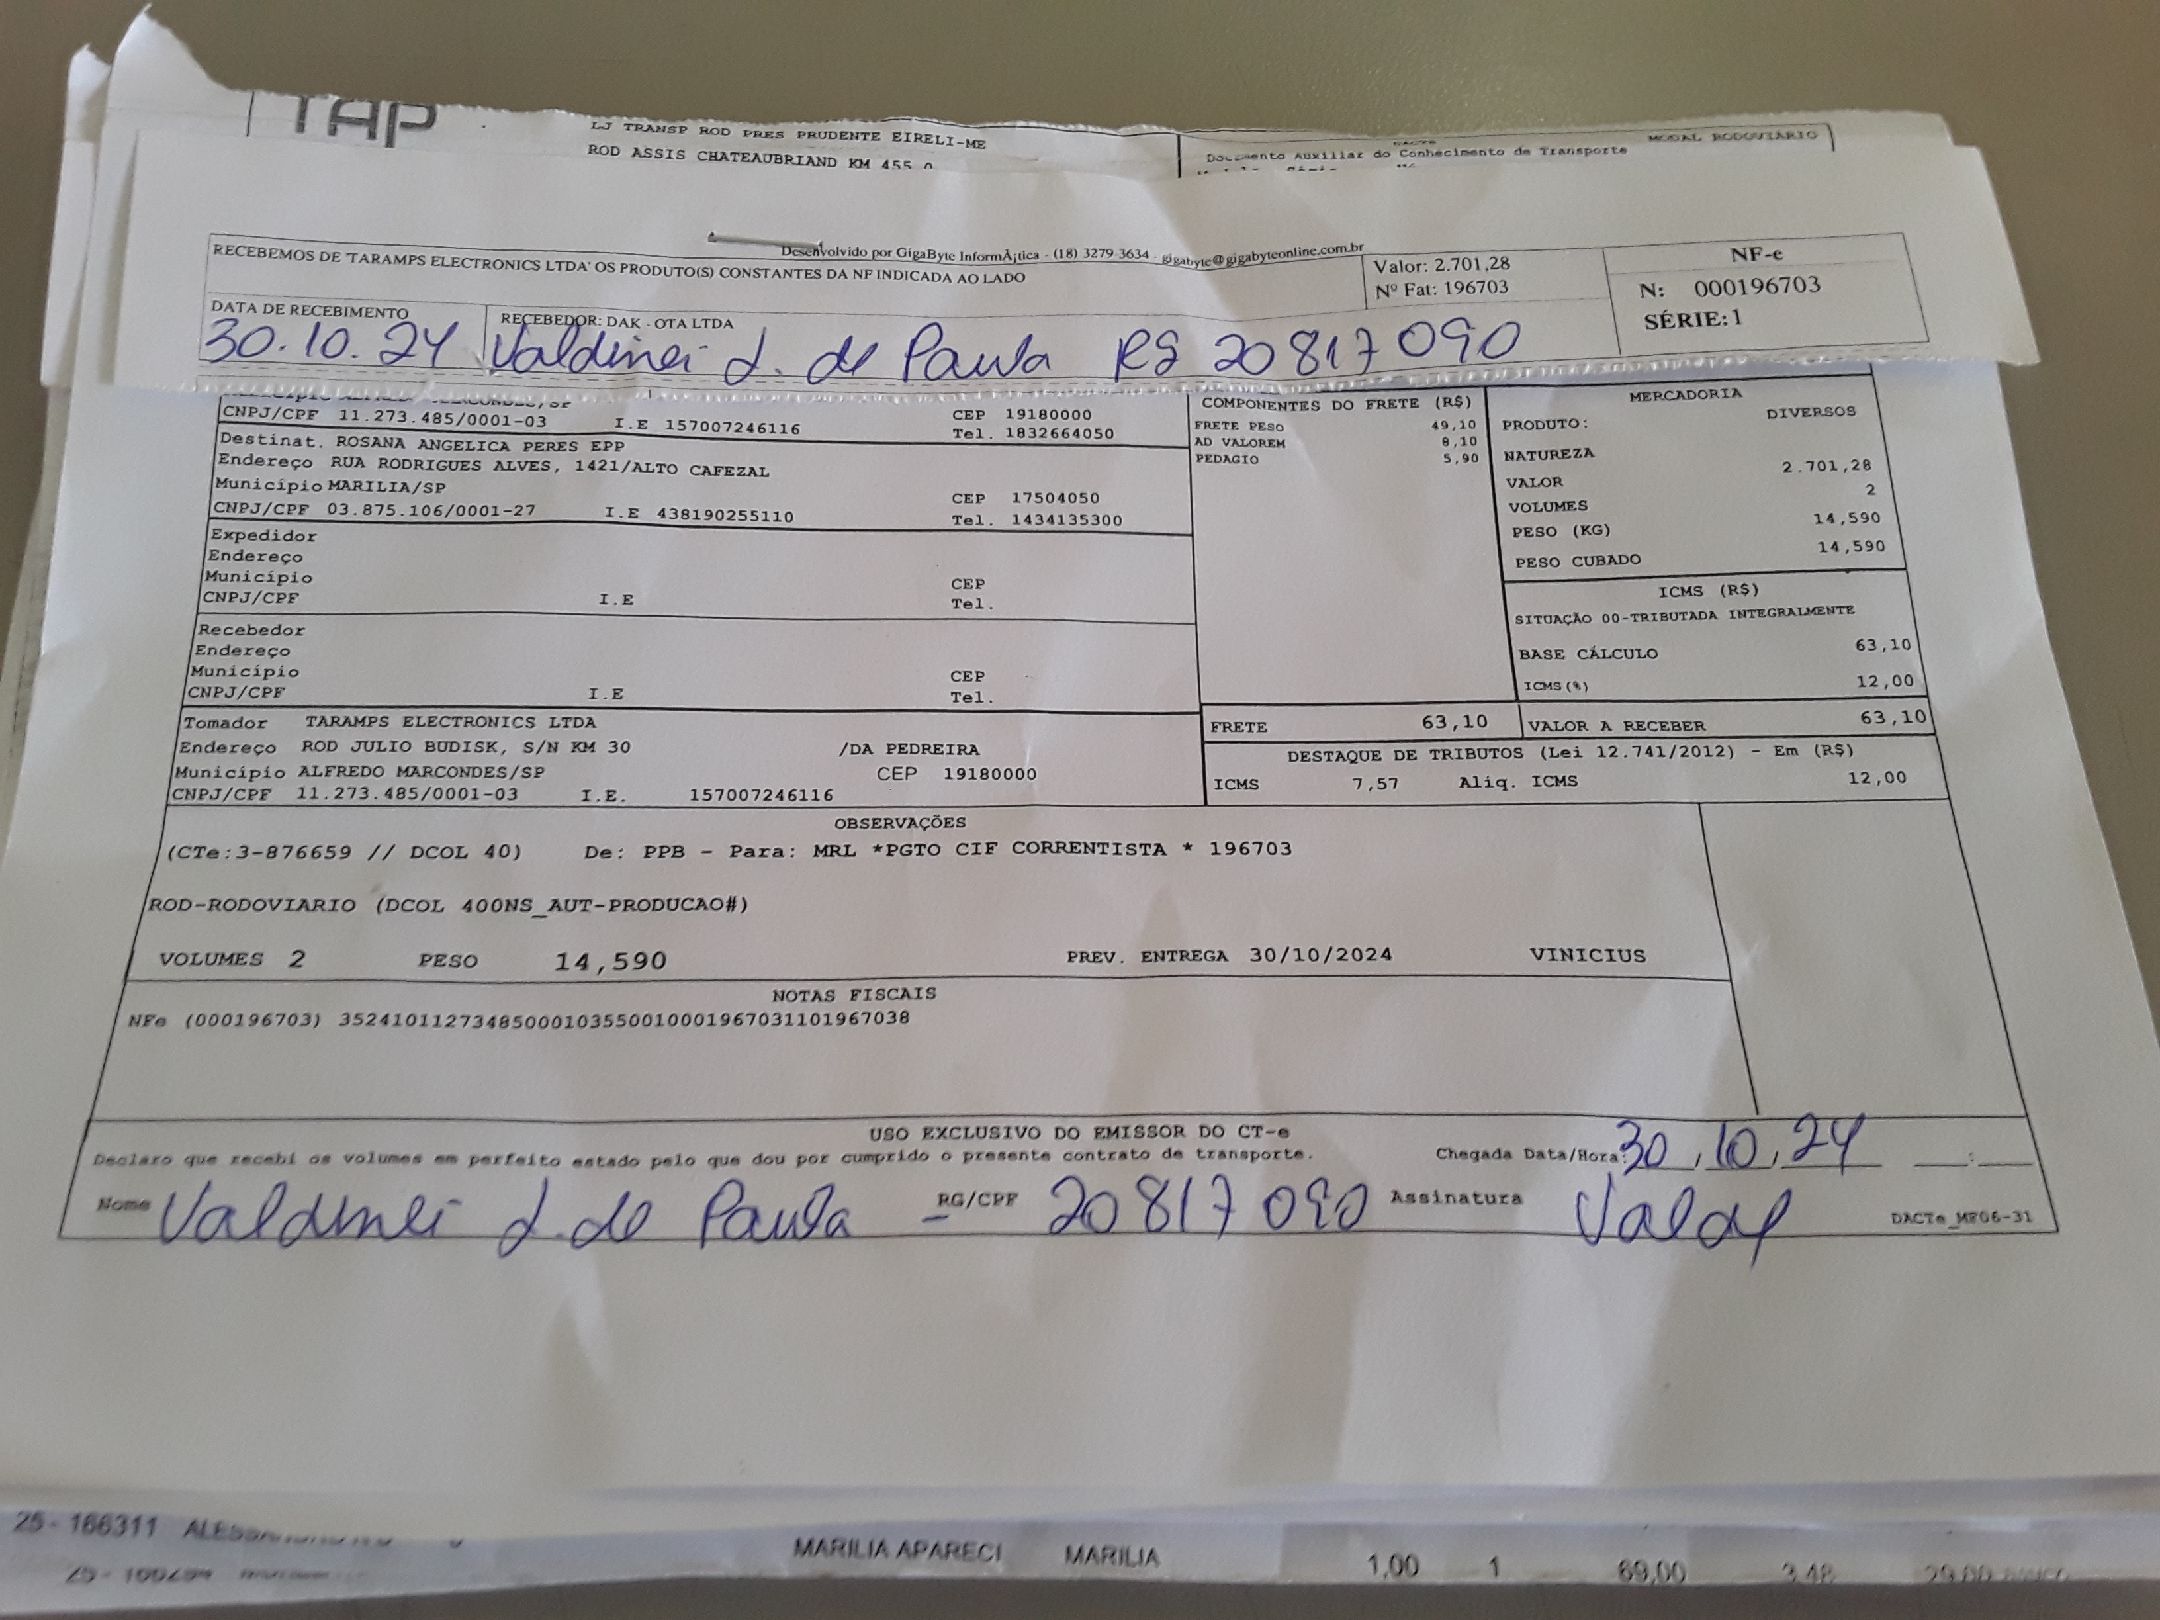 TAP
LJ TRANSP ROD PRES PRUDENTE EIRELI-ME
MODAL RODOVIARIO
ROD ASSIS CHATEAUBRIAND KM 455
Documento Auxiliar do Conhecimento de Transporte
Desenvolvido por GigaByte InformÃ¡tica - (18) 3279-3634 - gigabyte@gigabyteonline.com.br
RECEBEMOS DE 'TARAMPS ELECTRONICS LTDA' OS PRODUTO(S) CONSTANTES DA NF INDICADA AO LADO
Valor: 2.701,28
Nº Fat: 196703
NF-e
N: 000196703
SÉRIE:1
DATA DE RECEBIMENTO
RECEBEDOR: DAK - OTA LTDA
30.10.24 Valdinei J. de Paula RG 20817090
CNPJ/CPF 11.273.485/0001-03 I.E 157007246116
CEP 19180000
Tel. 1832664050
Destinat. ROSANA ANGELICA PERES EPP
Endereço RUA RODRIGUES ALVES, 1421/ALTO CAFEZAL
Município MARILIA/SP
CEP 17504050
CNPJ/CPF 03.875.106/0001-27 I.E 438190255110
Tel. 1434135300
Expedidor
Endereço
Município
CEP
CNPJ/CPF I.E Tel.
Recebedor
Endereço
Município
CEP
CNPJ/CPF I.E Tel.
Tomador TARAMPS ELECTRONICS LTDA
Endereço ROD JULIO BUDISK, S/N KM 30 /DA PEDREIRA
Município ALFREDO MARCONDES/SP CEP 19180000
CNPJ/CPF 11.273.485/0001-03 I.E. 157007246116
COMPONENTES DO FRETE (R$)
FRETE PESO 49,10
AD VALOREM 8,10
PEDAGIO 5,90
MERCADORIA
PRODUTO: DIVERSOS
NATUREZA
VALOR 2.701,28
VOLUMES 2
PESO (KG) 14,590
PESO CUBADO 14,590
ICMS (R$)
SITUAÇÃO 00-TRIBUTADA INTEGRALMENTE
BASE CÁLCULO 63,10
ICMS(%) 12,00
FRETE 63,10 VALOR A RECEBER 63,10
DESTAQUE DE TRIBUTOS (Lei 12.741/2012) - Em (R$)
ICMS 7,57 Aliq. ICMS 12,00
OBSERVAÇÕES
(CTe:3-876659 // DCOL 40) De: PPB - Para: MRL *PGTO CIF CORRENTISTA * 196703
ROD-RODOVIARIO (DCOL 400NS_AUT-PRODUCAO#)
VOLUMES 2 PESO 14,590 PREV. ENTREGA 30/10/2024 VINICIUS
NOTAS FISCAIS
NFe (000196703) 35241011273485000103550010001967031101967038
USO EXCLUSIVO DO EMISSOR DO CT-e
Declaro que recebi os volumes em perfeito estado pelo que dou por cumprido o presente contrato de transporte.
Chegada Data/Hora: 30.10.24 __:__
Nome Valdinei J. de Paula - RG/CPF 20817090 Assinatura
DACTe_MP06-31
25 - 166311
MARILIA APARECI MARILIA 1,00 1 69,00 3,48